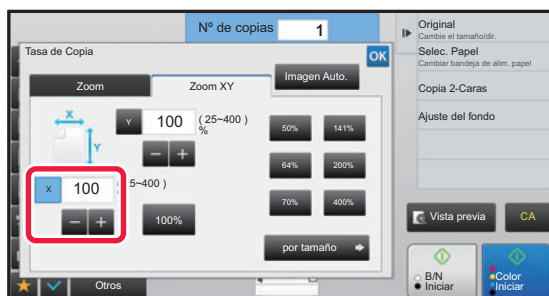 Nº de copias 1
Tasa de Copia
OK
Zoom
Zoom XY
Imagen Auto.
X
Y
Y 100 ( 25~400 )
%
− +
X 100 5~400 )
− +
100%
50% 141%
64% 200%
70% 400%
por tamaño
Otros
Original
Cambie el tamaño/dir.
Selec. Papel
Cambiar bandeja de alim. papel
Copia 2-Caras
Ajuste del fondo
Vista previa
CA
B/N
Iniciar
Color
Iniciar